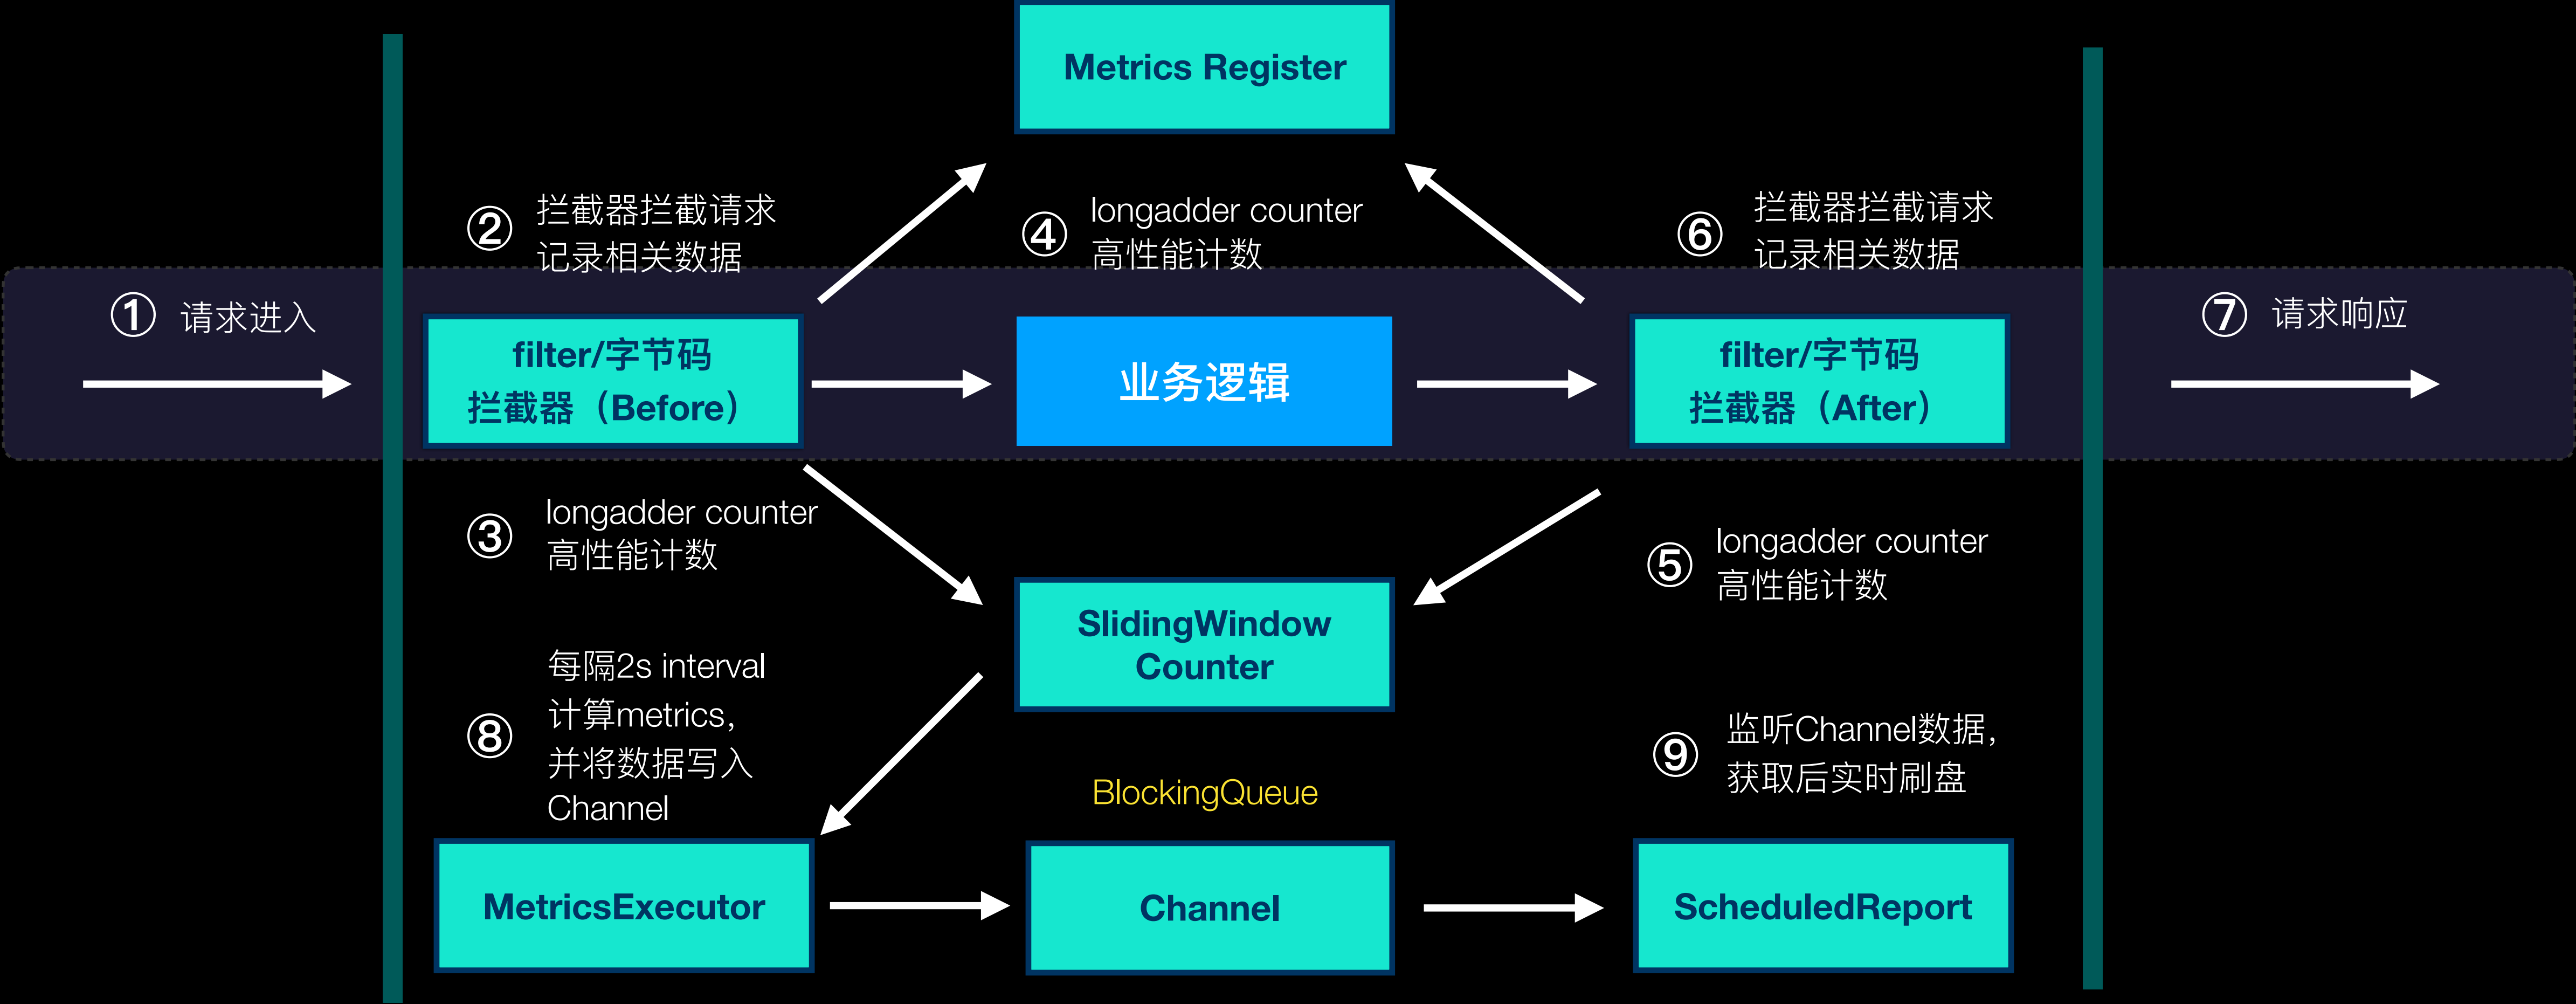 Metrics Register
②
拦截器拦截请求
记录相关数据
④
longadder counter
高性能计数
⑥
拦截器拦截请求
记录相关数据
①
请求进入
filter/字节码
拦截器（Before）
业务逻辑
filter/字节码
拦截器（After）
⑦
请求响应
③
longadder counter
高性能计数
⑤
longadder counter
高性能计数
SlidingWindow
Counter
⑧
每隔2s interval
计算metrics，
并将数据写入
Channel
BlockingQueue
⑨
监听Channel数据，
获取后实时刷盘
MetricsExecutor
Channel
ScheduledReport